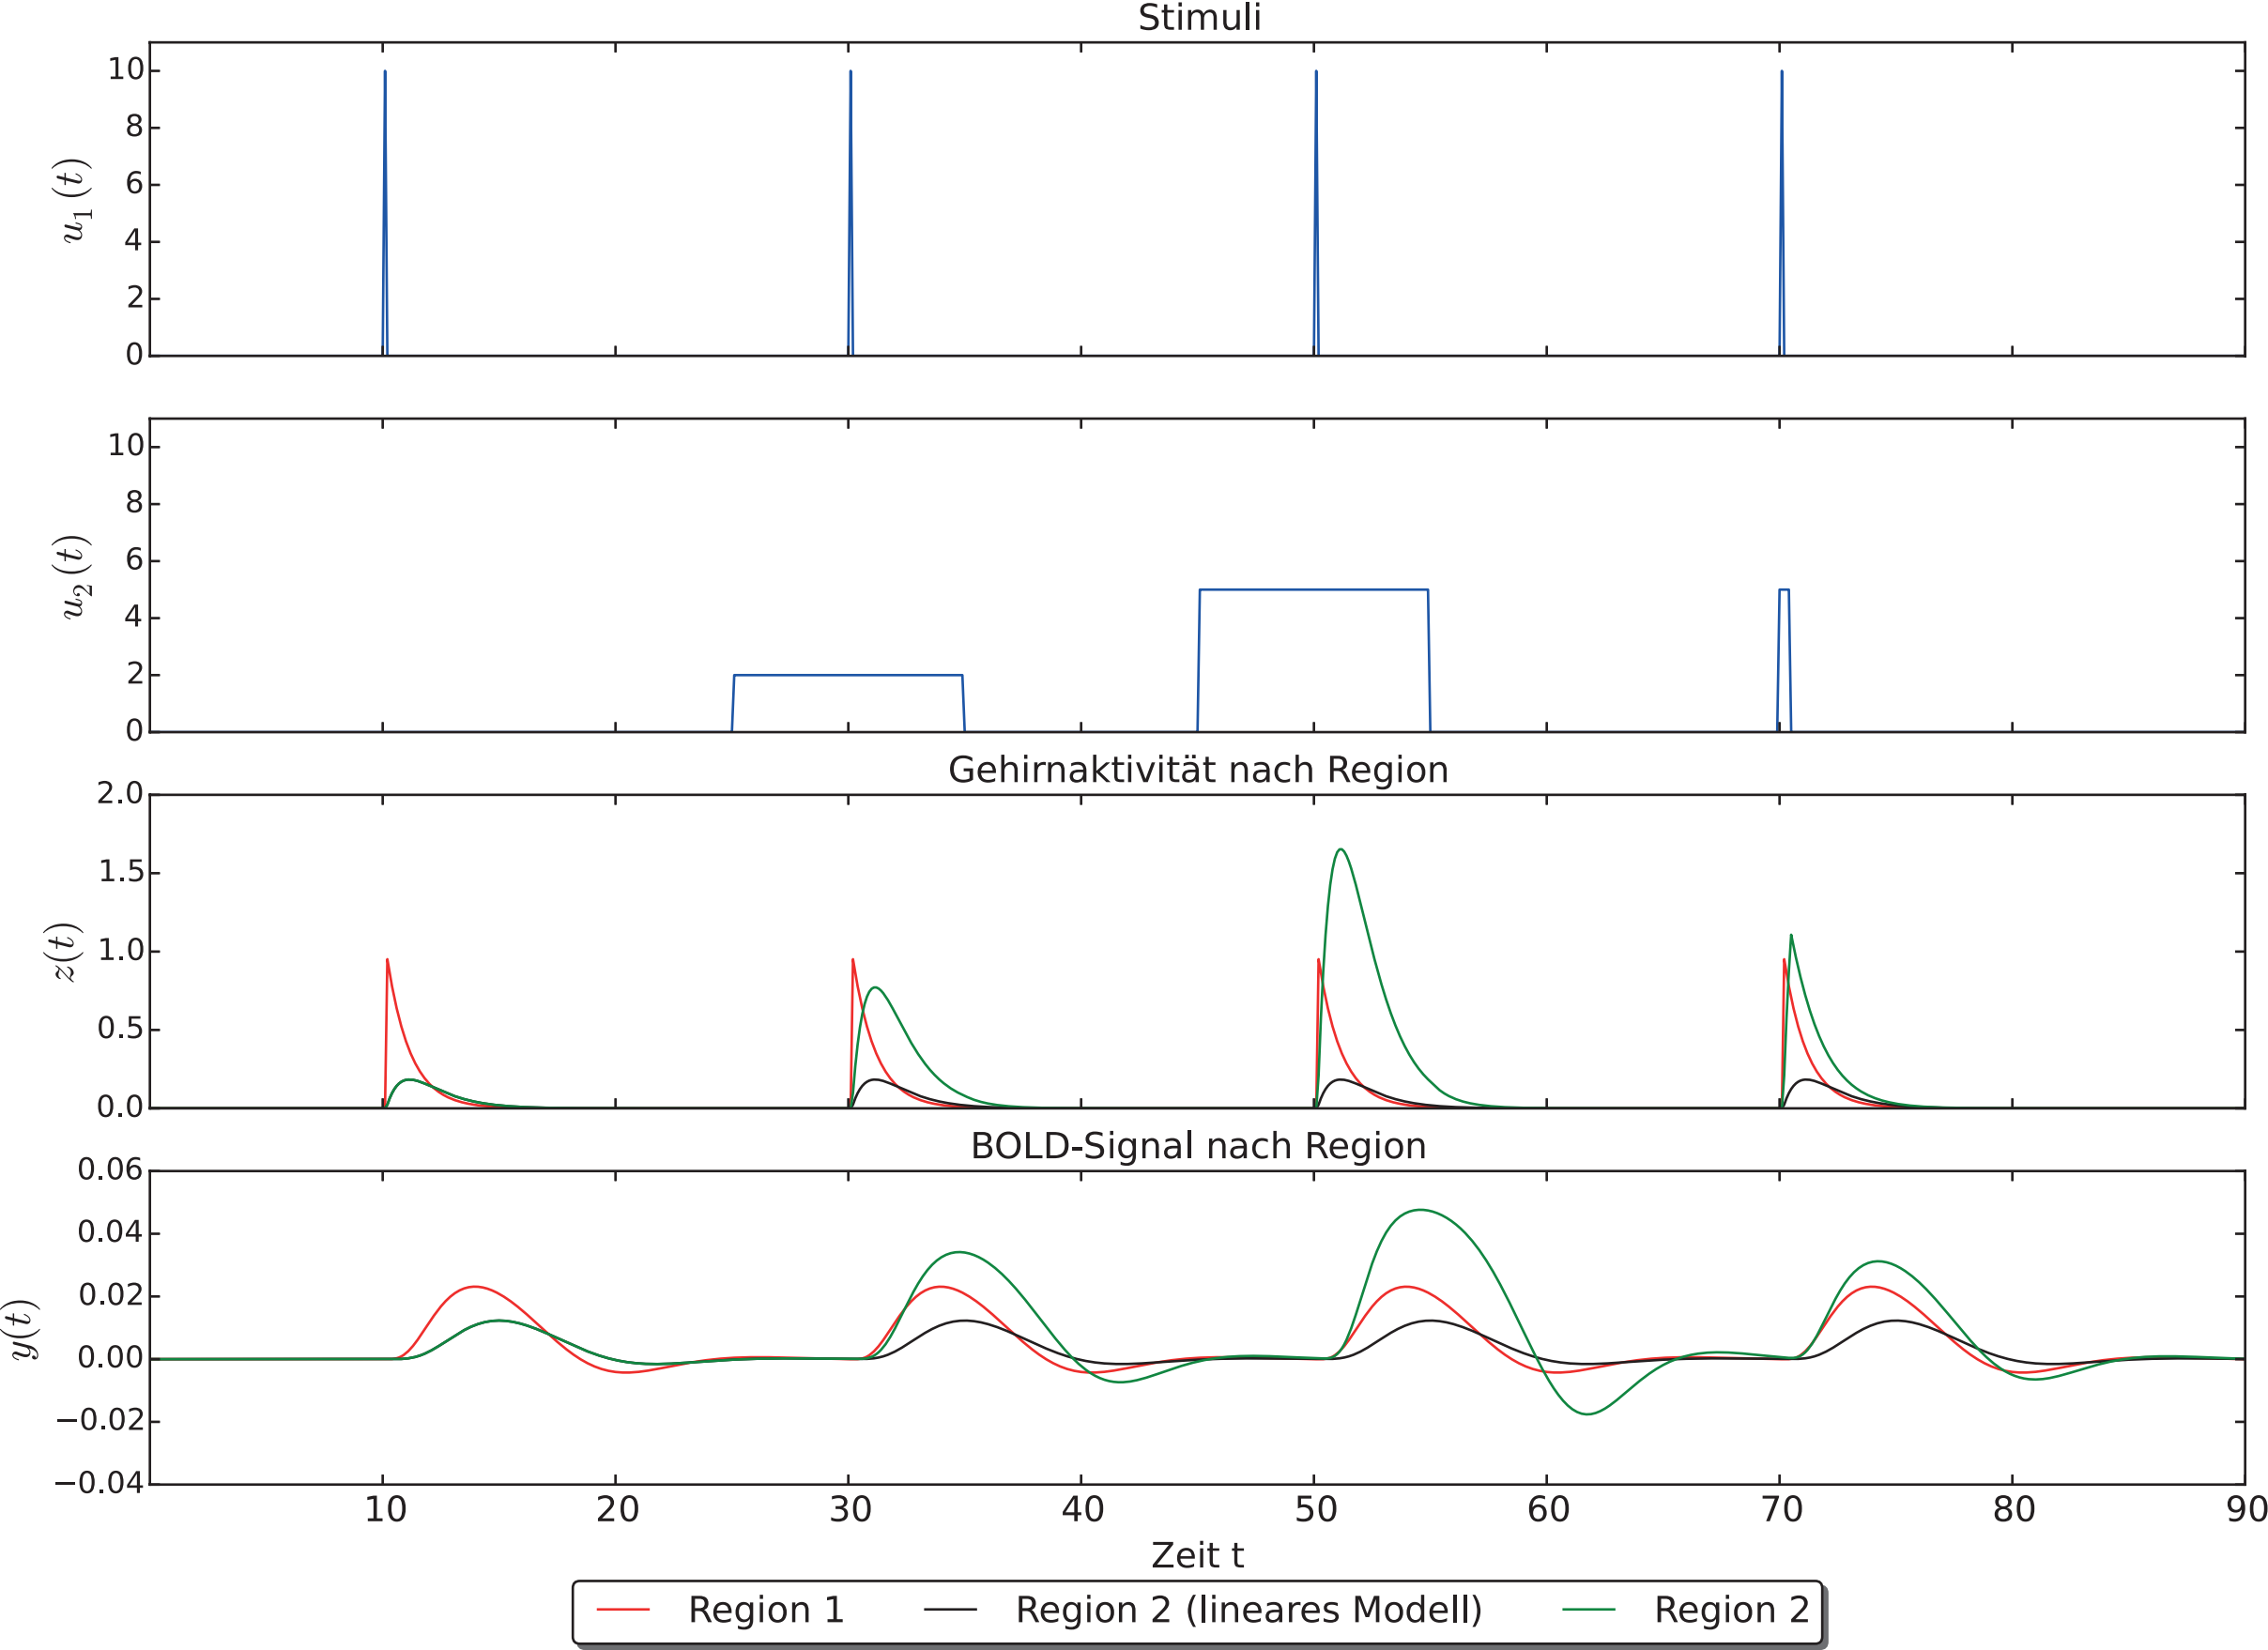 Stimuli
10
8
6
4
2
0
u1(t)
10
8
6
4
2
0
u2(t)
Gehirnaktivität nach Region
2.0
1.5
1.0
0.5
0.0
z(t)
BOLD-Signal nach Region
0.06
0.04
0.02
0.00
−0.02
−0.04
y(t)
10 20 30 40 50 60 70 80 90
Zeit t
Region 1 Region 2 (lineares Modell) Region 2